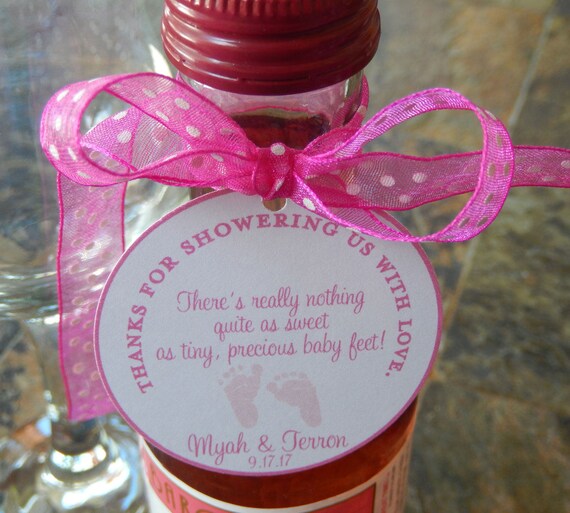 THANKS FOR SHOWERING US WITH LOVE.
There's really nothing
quite as sweet
as tiny, precious baby feet!
Myah & Terron
9.17.17